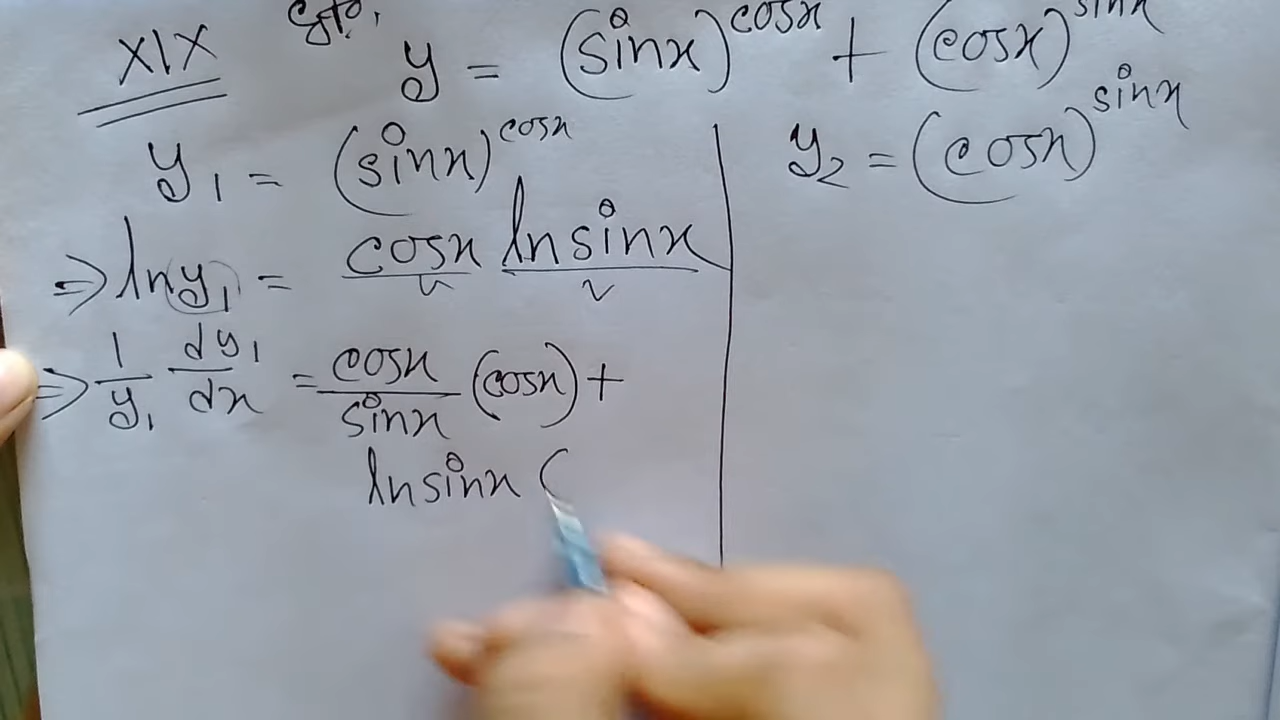 XIX y = (sinx)^cosx + (cosx)^sinx
y₁ = (sinx)^cosx
⇒ ln y₁ = cosx ln sinx
u v
⇒ 1/y₁ dy₁/dx = cosx/sinx (cosx) +
ln sinx (
y₂ = (cosx)^sinx